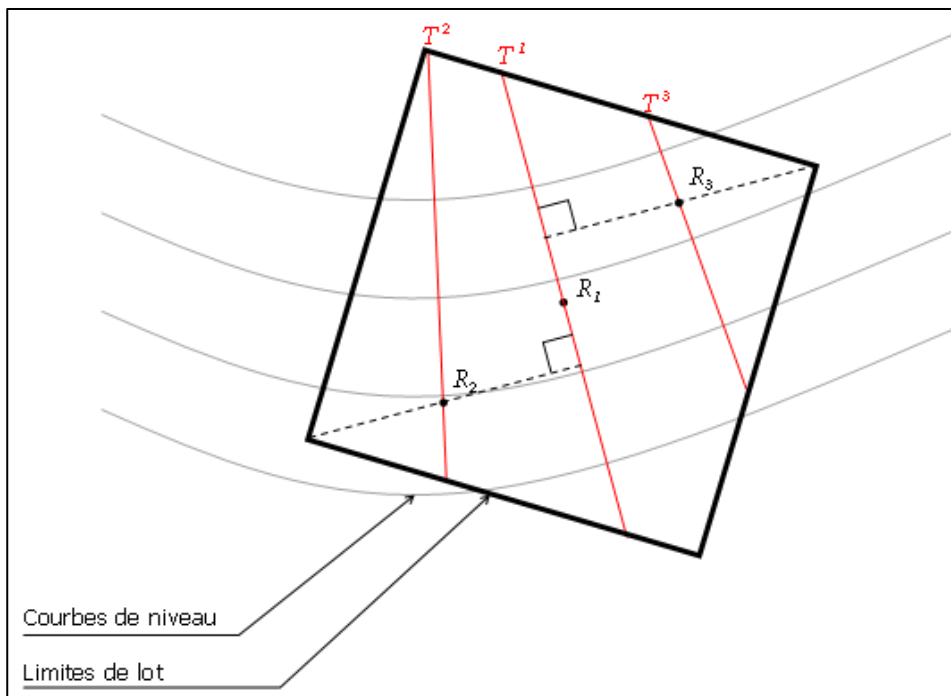 T²
T¹
T³
R₃
R₁
R₂
Courbes de niveau
Limites de lot